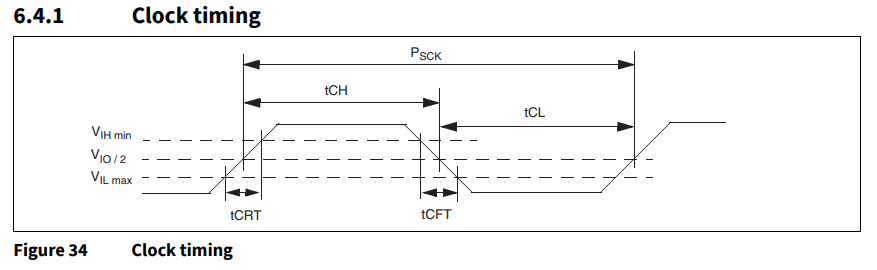 6.4.1 Clock timing
PSCK
tCH
tCL
VIH min
VIO / 2
VIL max
tCRT
tCFT
Figure 34 Clock timing